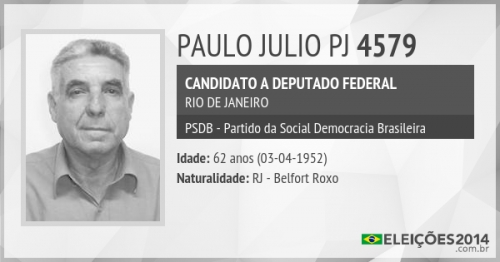 PAULO JULIO PJ 4579
CANDIDATO A DEPUTADO FEDERAL
RIO DE JANEIRO
PSDB - Partido da Social Democracia Brasileira
Idade: 62 anos (03-04-1952)
Naturalidade: RJ - Belfort Roxo
ELEIÇÕES2014
.com.br